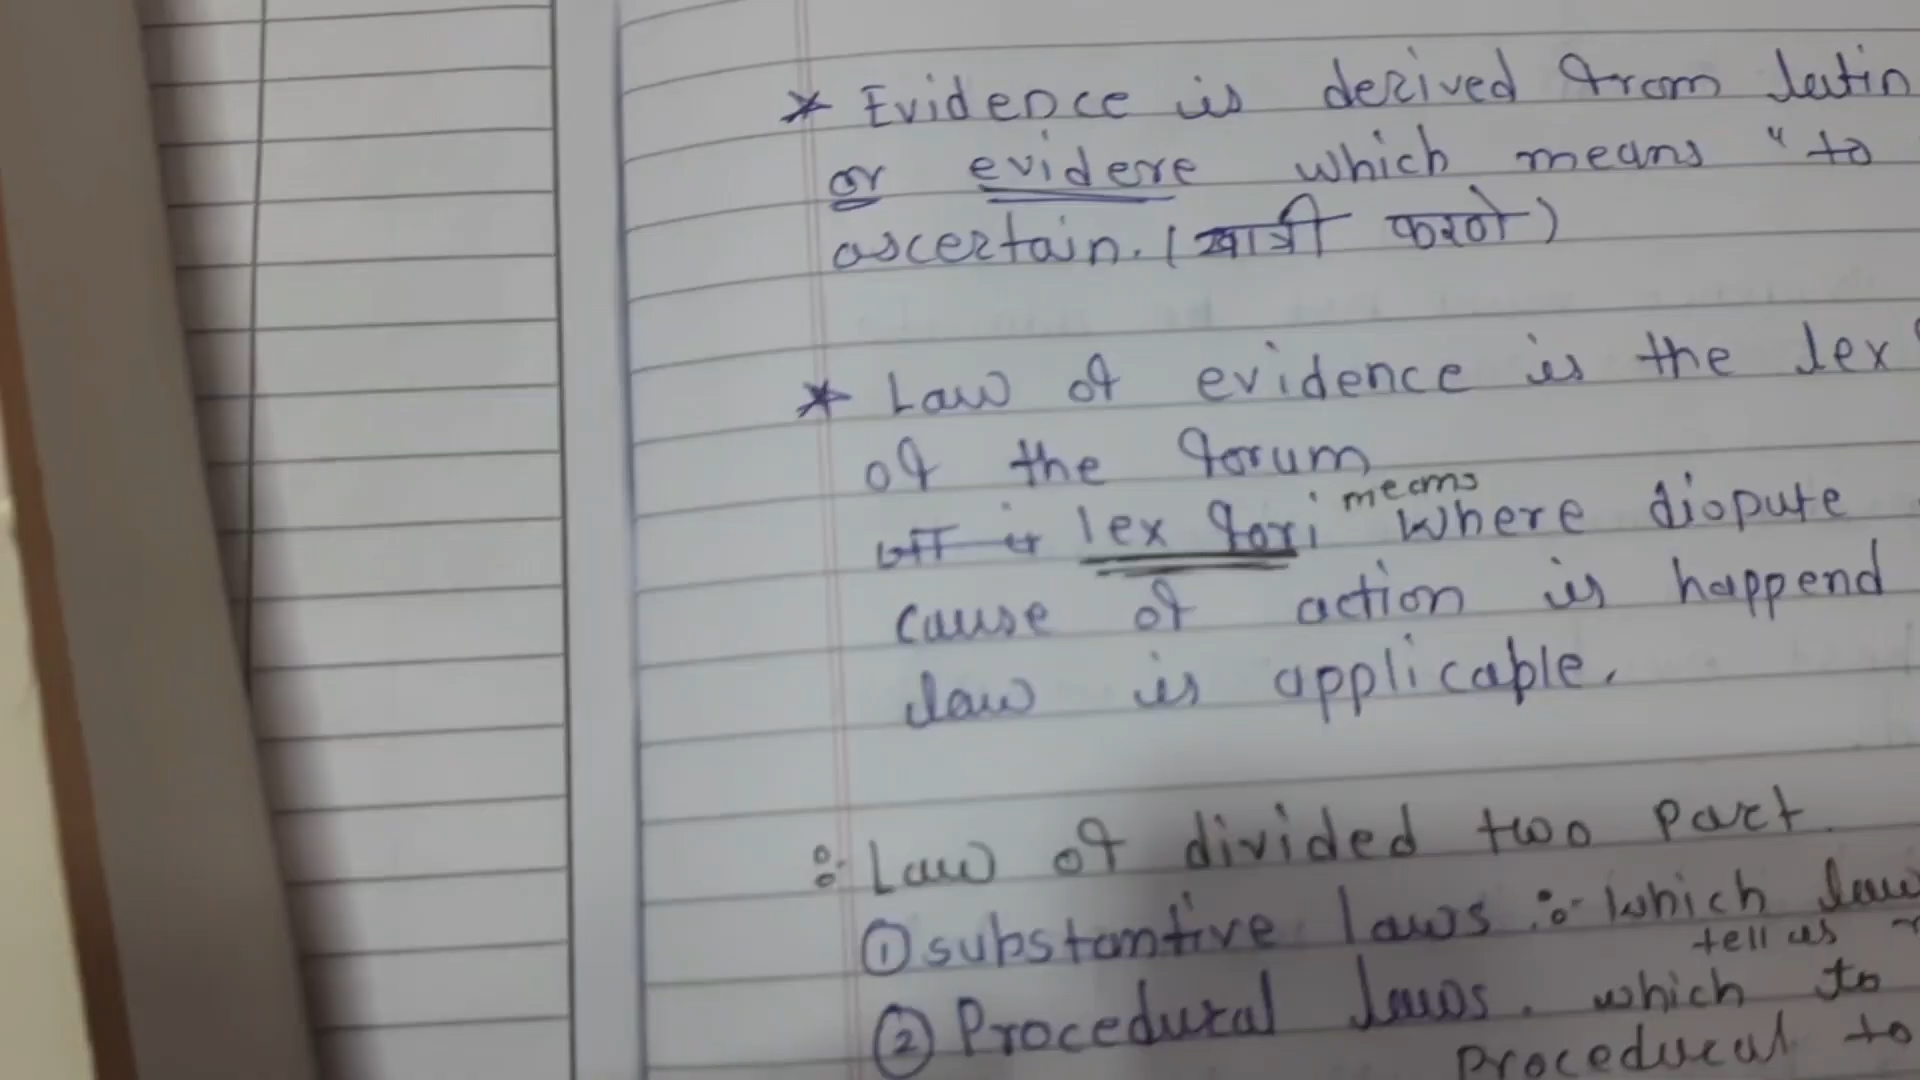 * Evidence is derived from latin
or evidere which means "to
ascertain. (खात्री करणे)
* Law of evidence is the lex
of the forum
lex fori means where dispute
cause of action is happend
law is applicable.
:- Law of divided two part.
① substantive laws :- which law
tell us
② Procedural laws. which to
procedural to